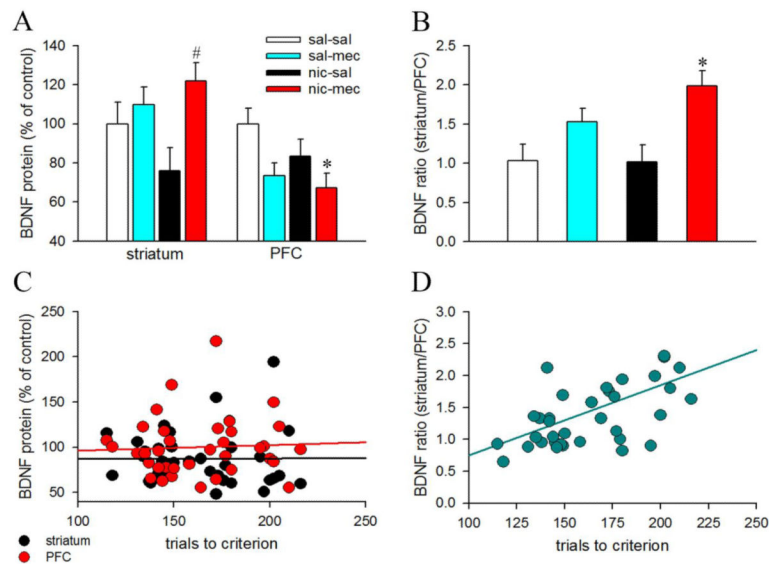 A
BDNF protein (% of control)
140
120
100
80
60
40
striatum PFC
sal-sal
sal-mec
nic-sal
nic-mec
#
*
B
BDNF ratio (striatum/PFC)
2.5
2.0
1.5
1.0
0.5
0.0
*
C
BDNF protein (% of control)
250
200
150
100
50
100 150 200 250
trials to criterion
striatum
PFC
D
BDNF ratio (striatum/PFC)
3.0
2.5
2.0
1.5
1.0
0.5
0.0
100 125 150 175 200 225 250
trials to criterion